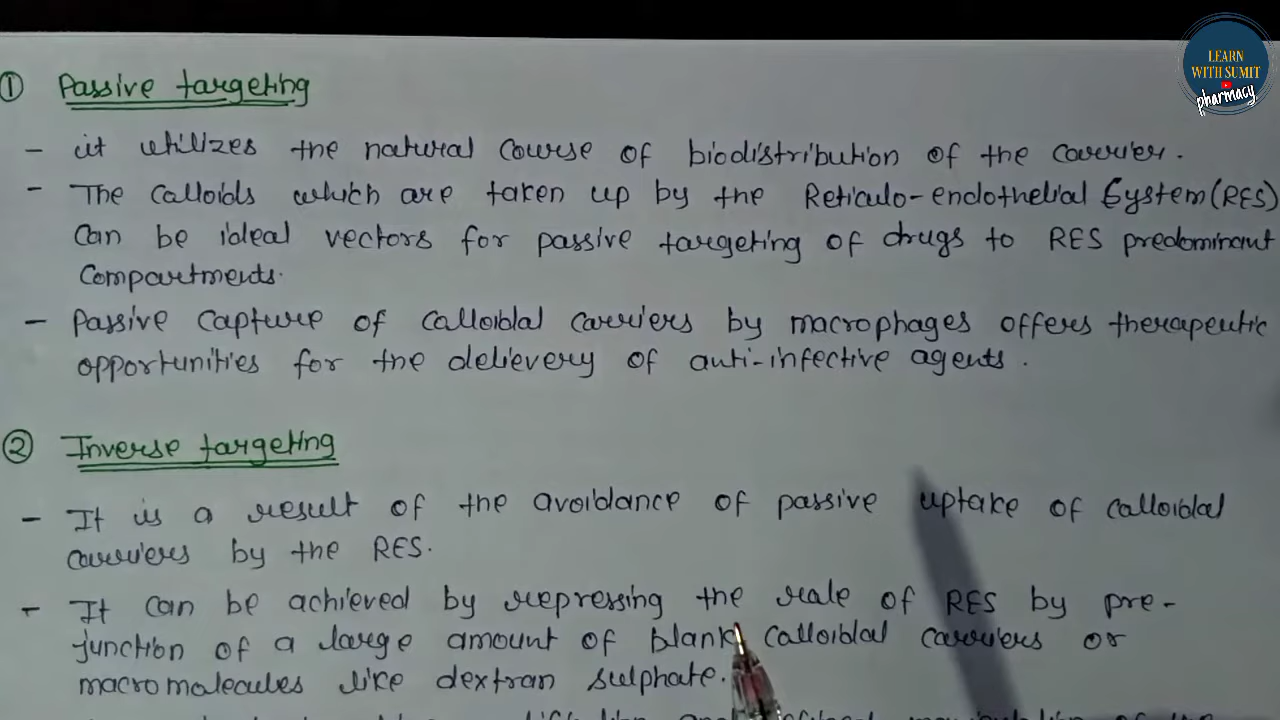 ① Passive targeting
- it utilizes the natural course of biodistribution of the carrier.
- The calloids which are taken up by the Reticulo-endothelial System (RES)
can be ideal vectors for passive targeting of drugs to RES predominant
compartments.
- Passive capture of calloidal carriers by macrophages offers therapeutic
opportunities for the delievery of anti-infective agents.
② Inverse targeting
- It is a result of the avoidance of passive uptake of calloidal
carriers by the RES.
- It can be achieved by repressing the rale of RES by pre-
junction of a large amount of blank calloidal carriers or
macromolecules like dextran sulphate.
LEARN
WITH SUMIT
pharmacy